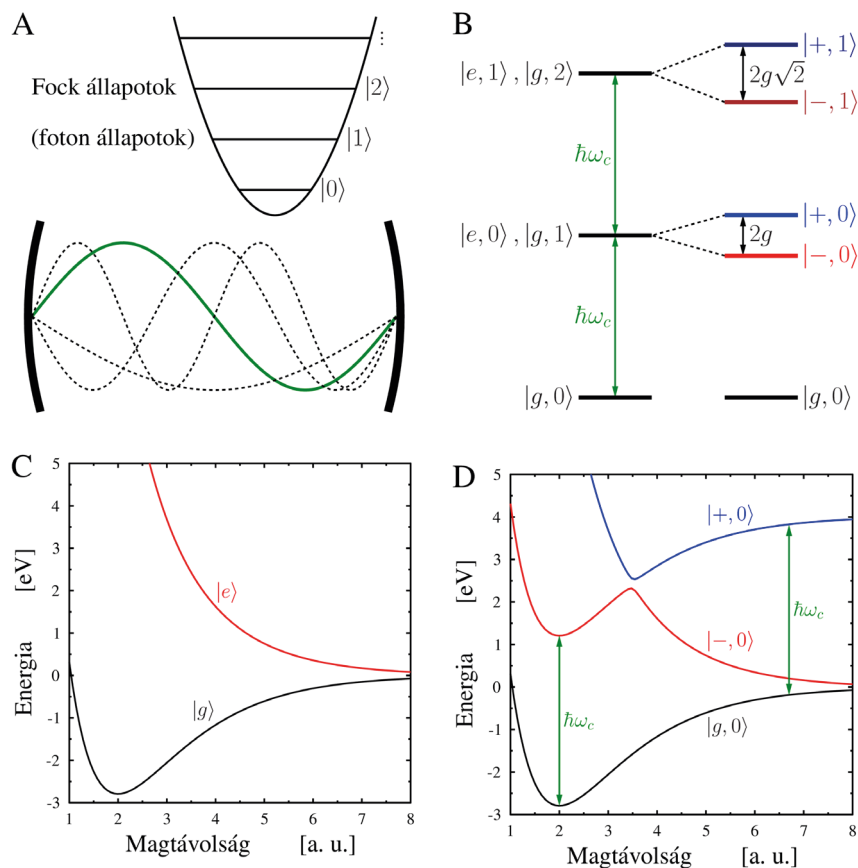 A
Fock állapotok
(foton állapotok)
⋮
|2⟩
|1⟩
|0⟩
B
|e, 1⟩ , |g, 2⟩
|+, 1⟩
2g√2
|−, 1⟩
ħω_c
|e, 0⟩ , |g, 1⟩
|+, 0⟩
2g
|−, 0⟩
ħω_c
|g, 0⟩
|g, 0⟩
C
5
4
3
2
1
0
-1
-2
-3
Energia [eV]
|e⟩
|g⟩
1 2 3 4 5 6 7 8
Magtávolság [a. u.]
D
5
4
3
2
1
0
-1
-2
-3
Energia [eV]
|+, 0⟩
ħω_c
|−, 0⟩
ħω_c
|g, 0⟩
1 2 3 4 5 6 7 8
Magtávolság [a. u.]